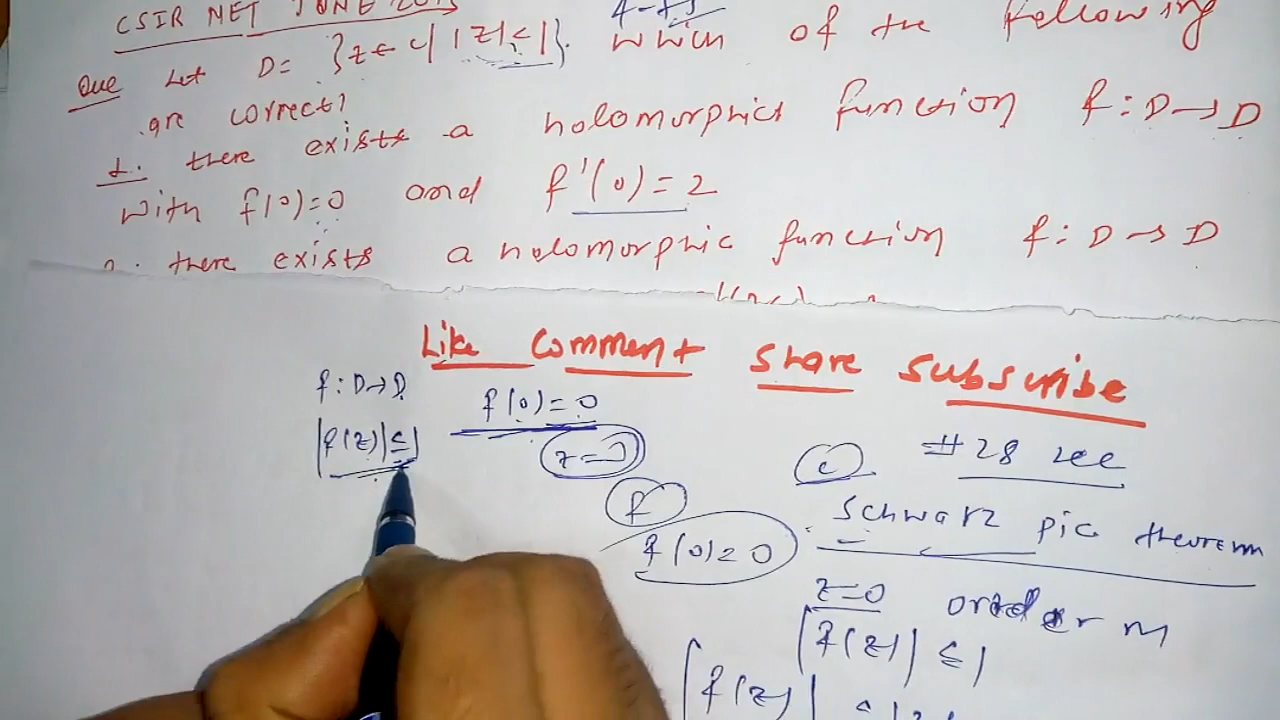 CSIR NET JUNE
Que Let D= {z∈ C| |z|<1}. which of the following
are correct?
1. there exists a holomorphic function f:D→D
with f(0)=0 and f'(0)=2
there exists a holomorphic function f: D→D
Like comment share subscribe
f:D→D
f(0)=0
|f(z)|≤1
# 28 lec
f
Schwarz pic theorem
f(0)=0
z=0 order m
|f(z)|≤1
|f(z)|